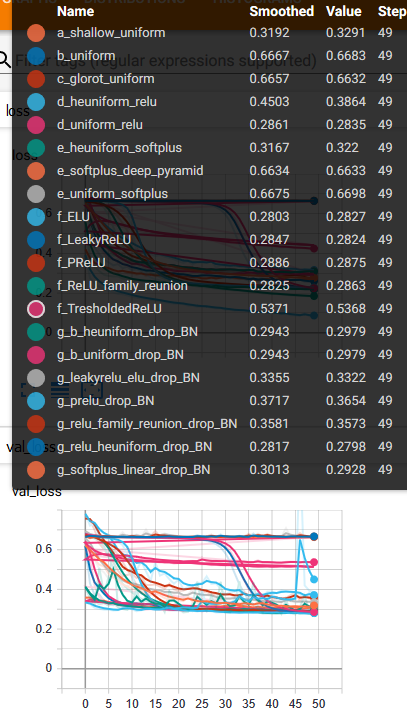 Name Smoothed Value Step
a_shallow_uniform 0.3192 0.3291 49
b_uniform 0.6667 0.6683 49
Filter tags (regular expressions supported)
c_glorot_uniform 0.6657 0.6632 49
d_heuniform_relu 0.4503 0.3864 49
loss
d_uniform_relu 0.2861 0.2835 49
e_heuniform_softplus 0.3167 0.322 49
loss
e_softplus_deep_pyramid 0.6634 0.6633 49
e_uniform_softplus 0.6675 0.6698 49
f_ELU 0.2803 0.2827 49
f_LeakyReLU 0.2847 0.2824 49
f_PReLU 0.2886 0.2875 49
f_ReLU_family_reunion 0.2825 0.2863 49
f_TresholdedReLU 0.5371 0.5368 49
g_b_heuniform_drop_BN 0.2943 0.2979 49
g_b_uniform_drop_BN 0.2943 0.2979 49
g_leakyrelu_elu_drop_BN 0.3355 0.3322 49
g_prelu_drop_BN 0.3717 0.3654 49
g_relu_family_reunion_drop_BN 0.3581 0.3573 49
g_relu_heuniform_drop_BN 0.2817 0.2798 49
val_loss
g_softplus_linear_drop_BN 0.3013 0.2928 49
val_loss
0.6
0.4
0.2
0
0 5 10 15 20 25 30 35 40 45 50